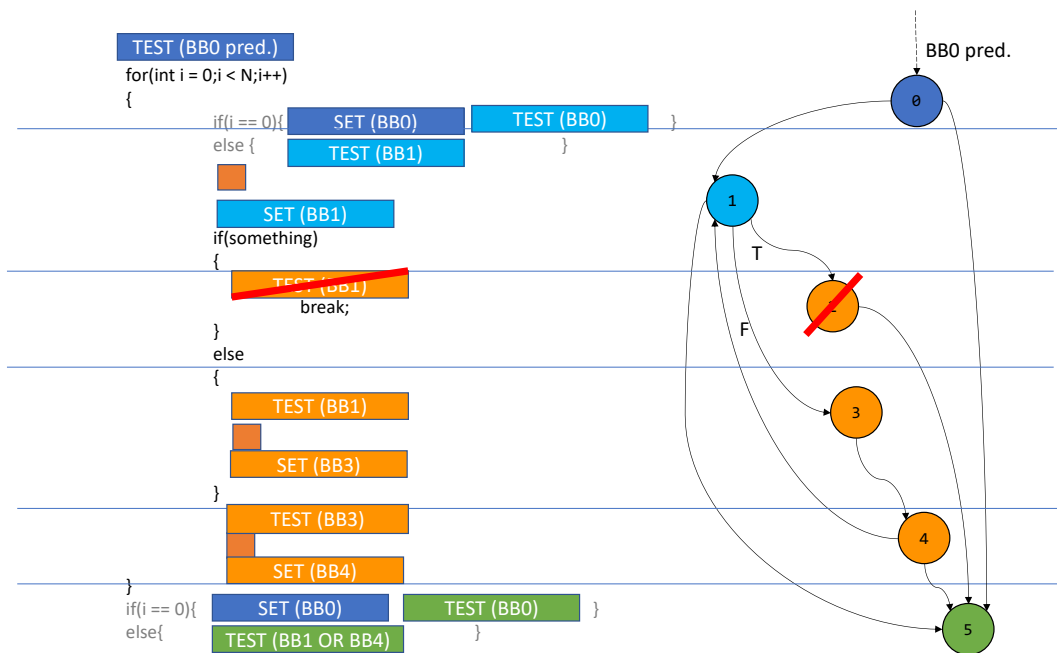 TEST (BB0 pred.)
for(int i = 0;i < N;i++)
{
if(i == 0){ SET (BB0) TEST (BB0) }
else { TEST (BB1) }
SET (BB1)
if(something)
{
TEST (BB1)
break;
}
else
{
TEST (BB1)
SET (BB3)
}
TEST (BB3)
SET (BB4)
}
if(i == 0){ SET (BB0) TEST (BB0) }
else{ TEST (BB1 OR BB4) }
BB0 pred.
0
1
T
2
F
3
4
5